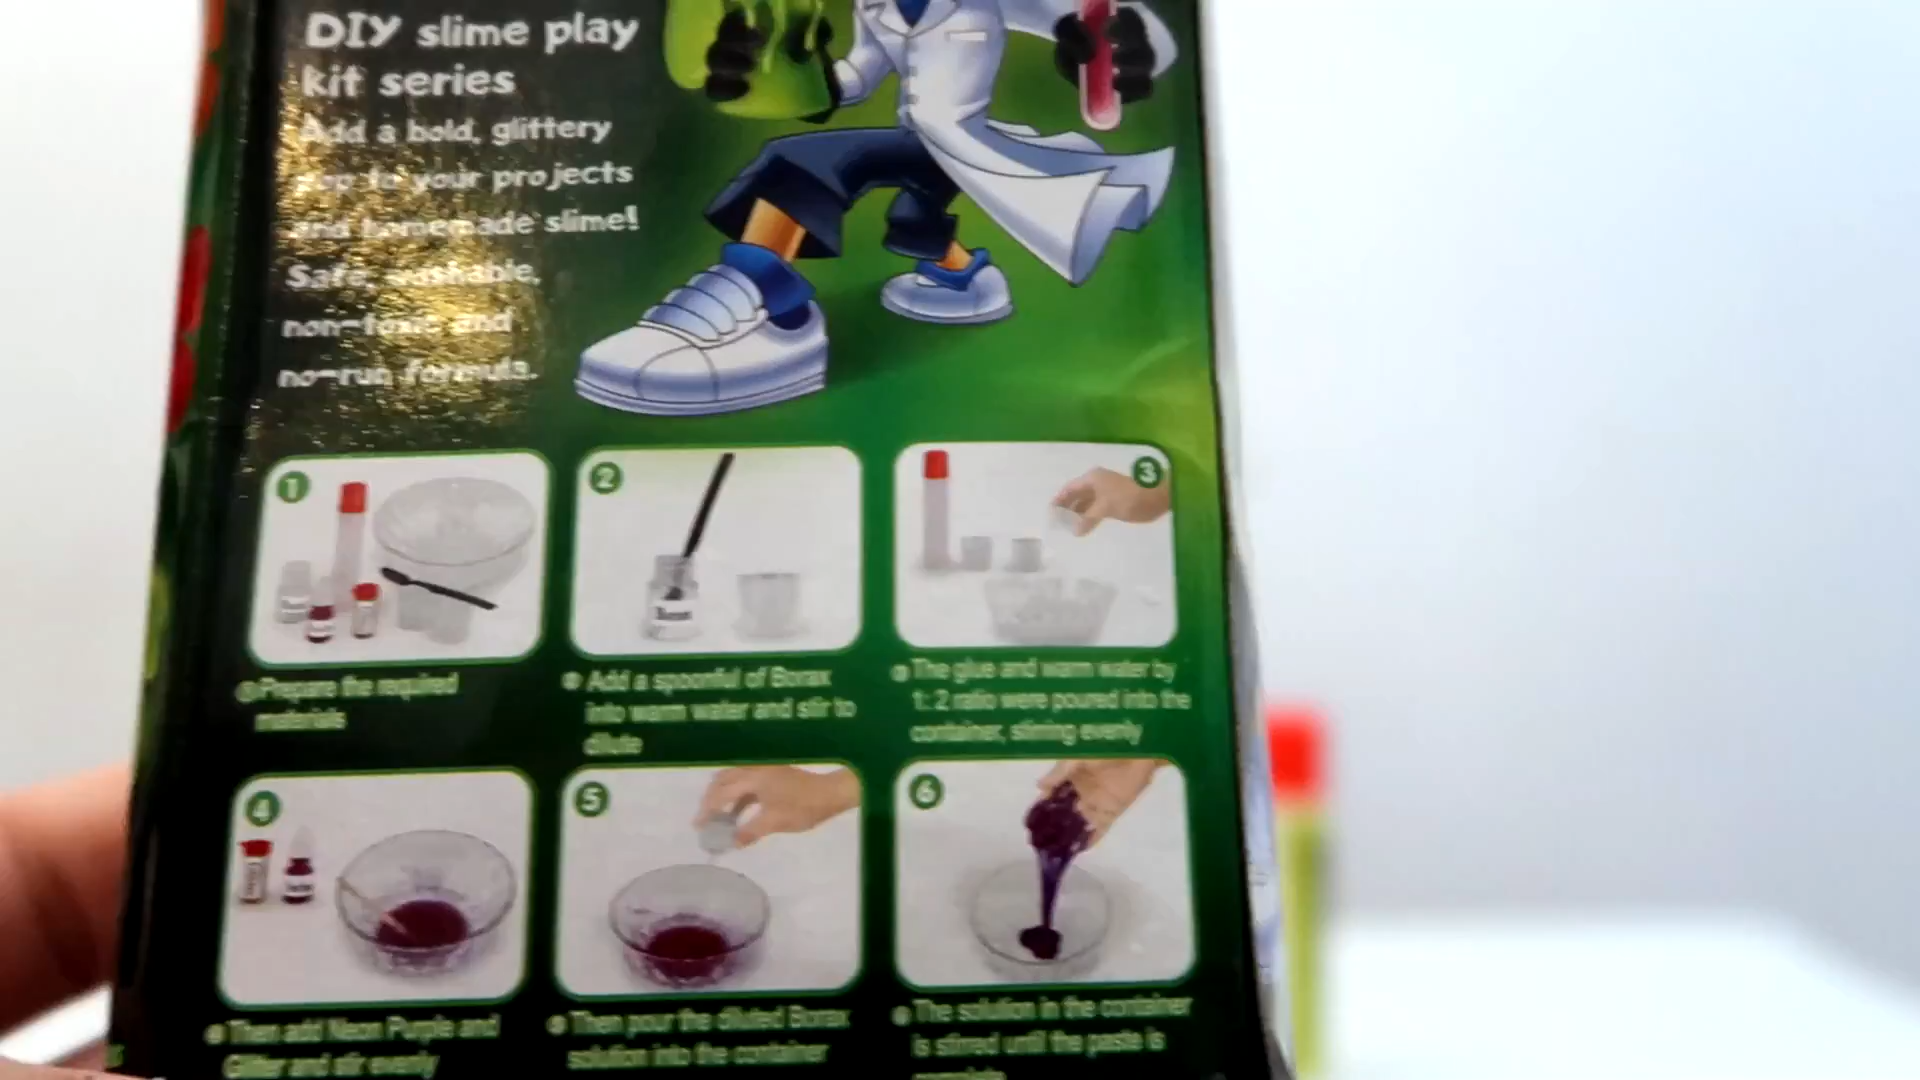 DIY slime play
kit series
Add a bold, glittery
pop to your projects
and homemade slime!
Safe, washable,
non-toxic and
no-run formula.
1
2
3
Prepare the required
materials
Add a spoonful of Borax
into warm water and stir to
dilute
The glue and warm water by
1: 2 ratio were poured into the
container, stirring evenly
4
5
6
Then add Neon Purple and
Glitter and stir evenly
Then pour the diluted Borax
solution into the container
The solution in the container
is stirred until the paste is